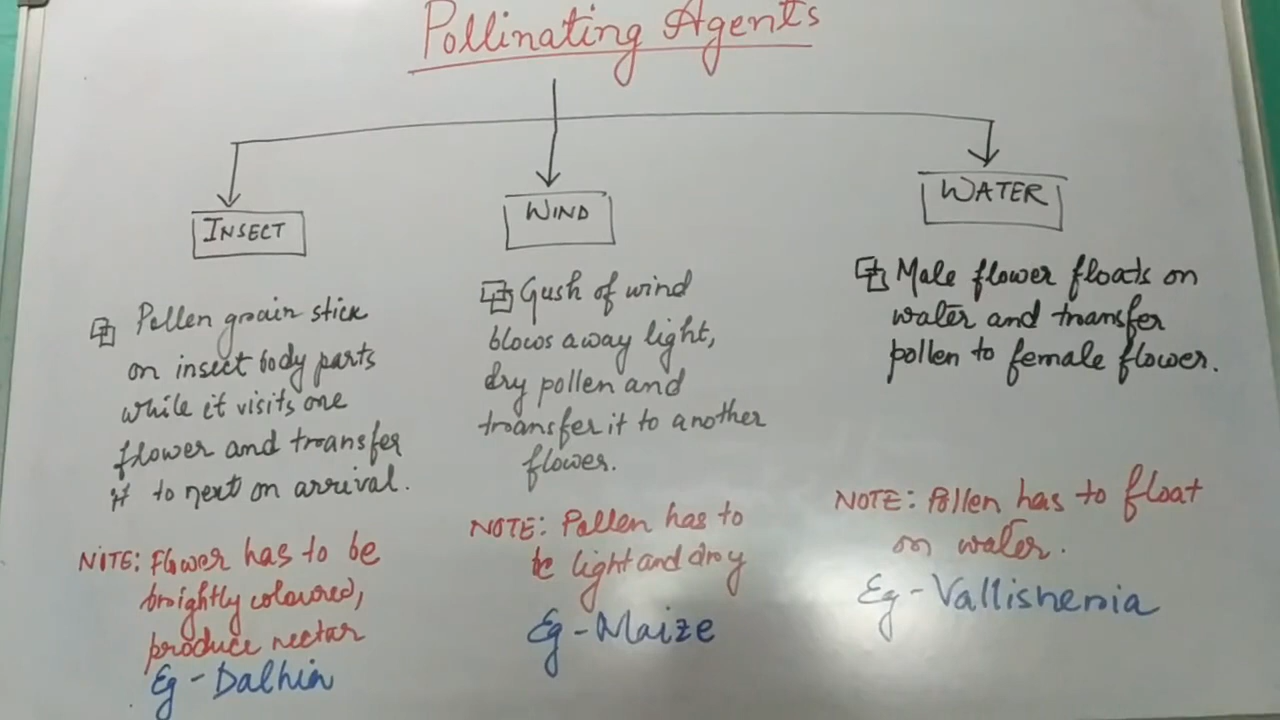 Pollinating Agents
INSECT
Pollen grain stick
on insect body parts
while it visits one
flower and transfer
it to next on arrival.
NOTE: Flower has to be
brightly coloured,
produce nectar
Eg - Dalhia
WIND
Gush of wind
blows away light,
dry pollen and
transfer it to another
flower.
NOTE: Pollen has to
be light and dry
Eg - Maize
WATER
Male flower floats on
water and transfer
pollen to female flower.
NOTE: Pollen has to float
on water.
Eg - Vallisneria